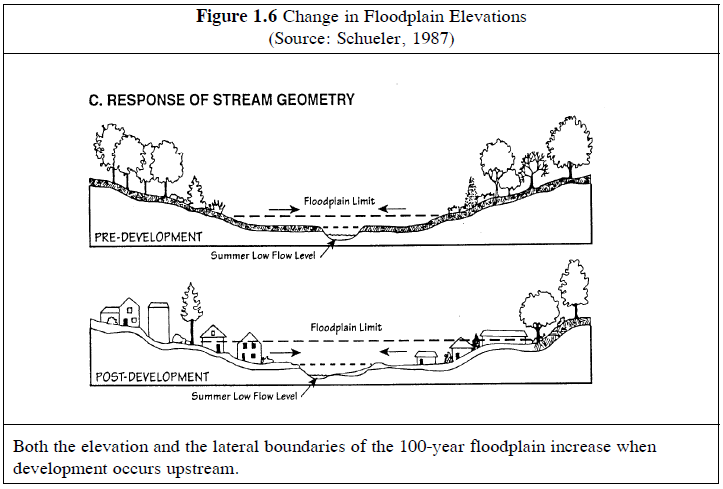 Figure 1.6 Change in Floodplain Elevations
(Source: Schueler, 1987)
C. RESPONSE OF STREAM GEOMETRY
Floodplain Limit
PRE-DEVELOPMENT
Summer Low Flow Level
Floodplain Limit
POST-DEVELOPMENT
Summer Low Flow Level
Both the elevation and the lateral boundaries of the 100-year floodplain increase when
development occurs upstream.